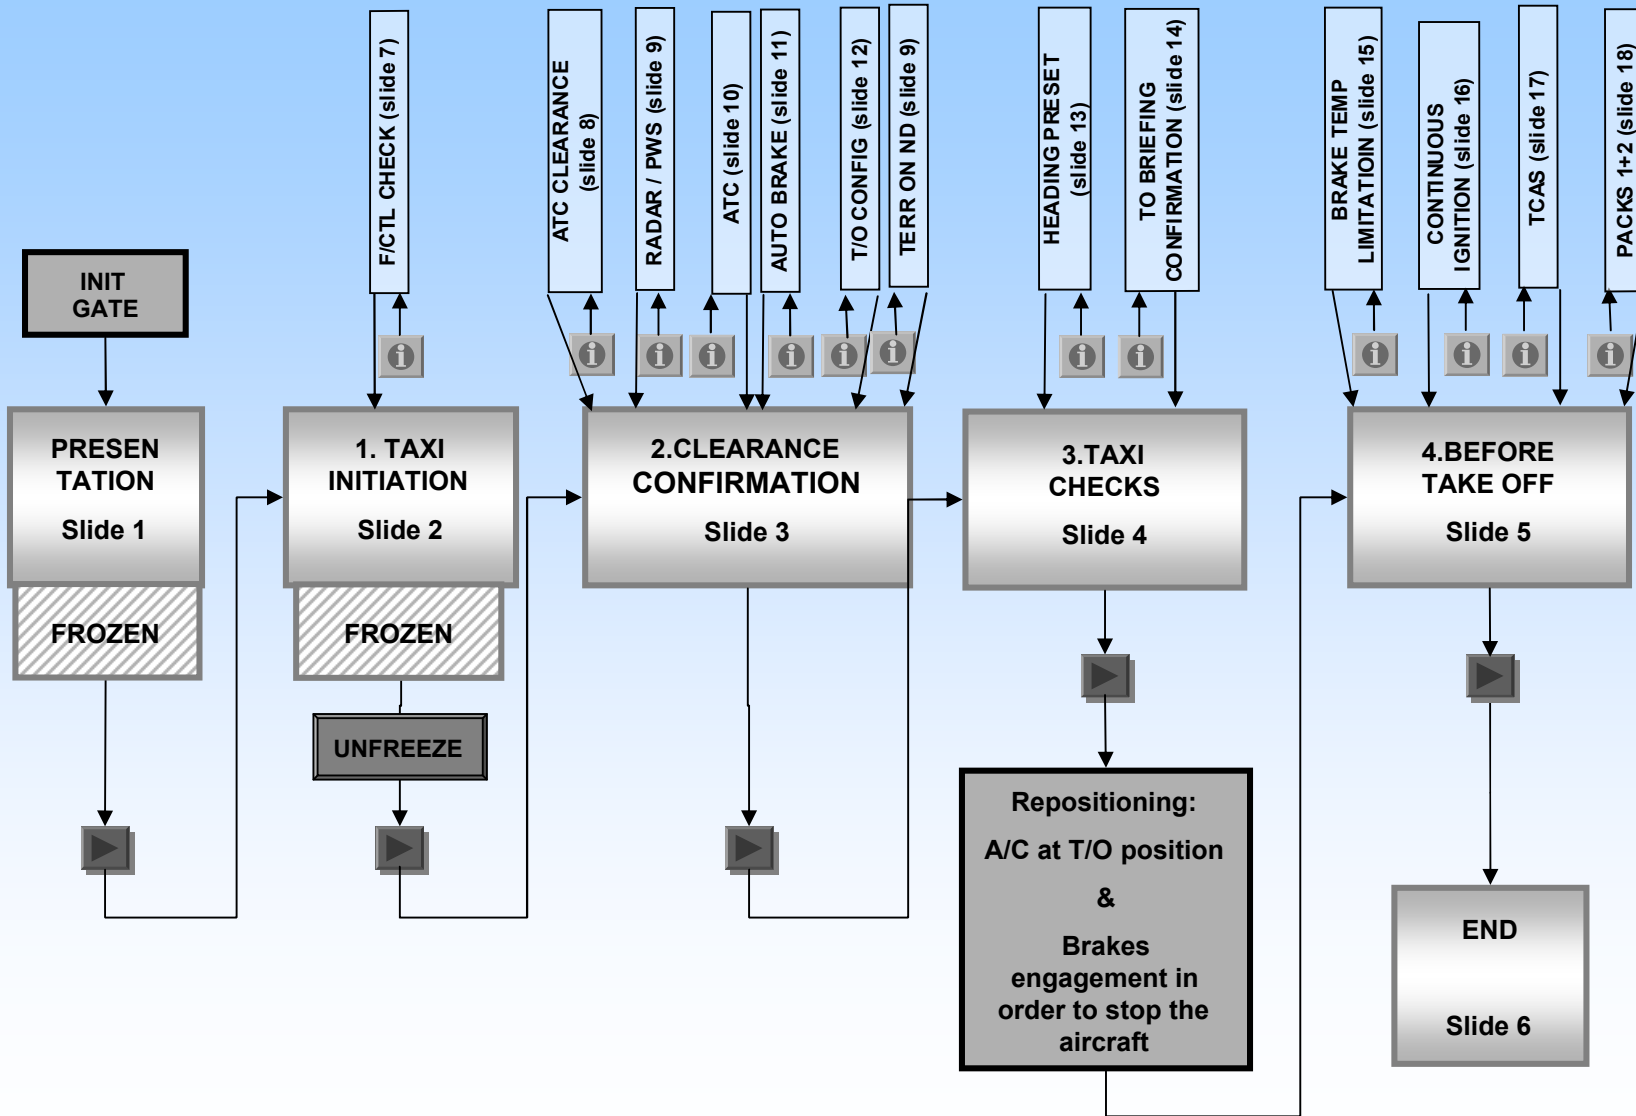 F/CTL CHECK (slide 7)
ATC CLEARANCE
(slide 8)
RADAR / PWS (slide 9)
ATC (slide 10)
AUTO BRAKE (slide 11)
T/O CONFIG (slide 12)
TERR ON ND (slide 9)
HEADING PRESET
(slide 13)
TO BRIEFING
CONFIRMATION (slide 14)
BRAKE TEMP
LIMITATIOIN (slide 15)
CONTINUOUS
IGNITION (slide 16)
TCAS (slide 17)
PACKS 1+2 (slide 18)
INIT
GATE
PRESEN
TATION
Slide 1
FROZEN
1. TAXI
INITIATION
Slide 2
FROZEN
UNFREEZE
2.CLEARANCE
CONFIRMATION
Slide 3
3.TAXI
CHECKS
Slide 4
Repositioning:
A/C at T/O position
&
Brakes
engagement in
order to stop the
aircraft
4.BEFORE
TAKE OFF
Slide 5
END
Slide 6